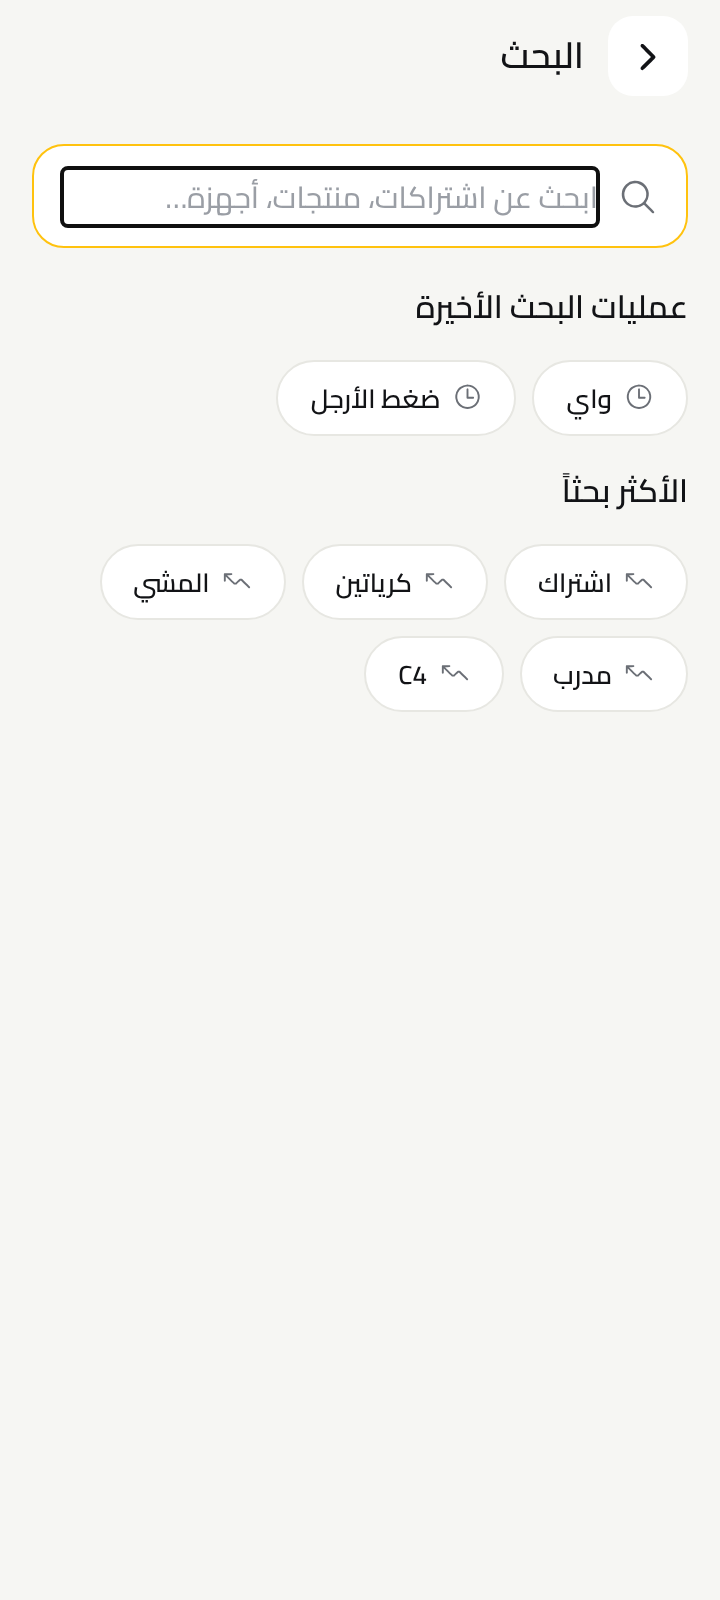 البحث
ابحث عن اشتراكات، منتجات، أجهزة...
عمليات البحث الأخيرة
واي
ضغط الأرجل
الأكثر بحثاً
اشتراك
كرياتين
المشي
مدرب
C4